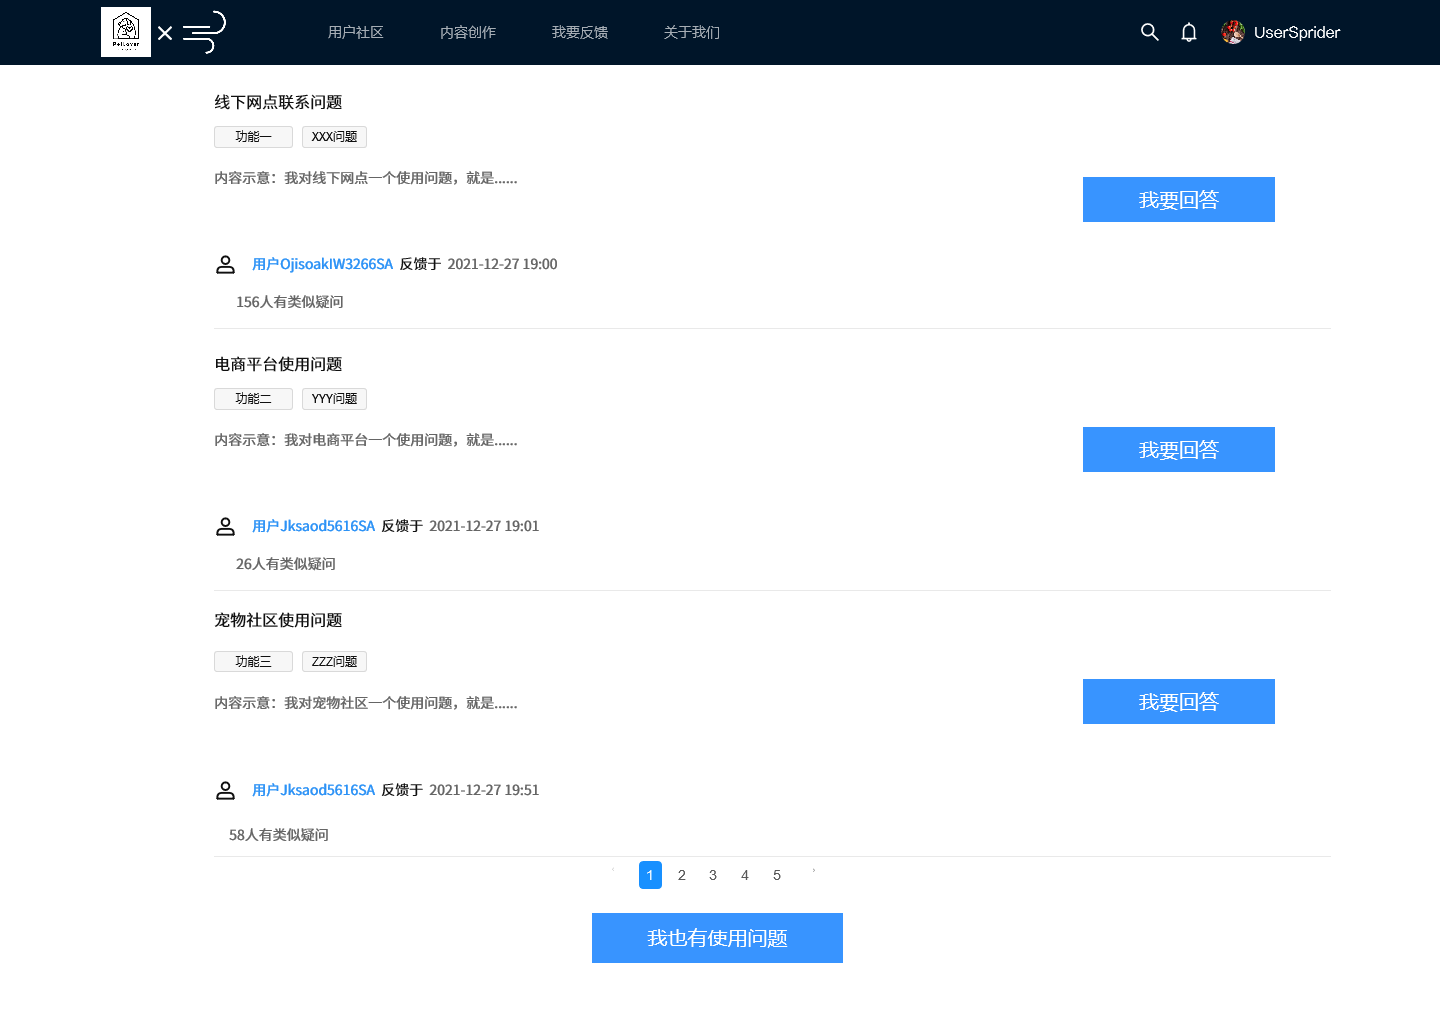 PetLover
用户社区 内容创作 我要反馈 关于我们 UserSprider
线下网点联系问题
功能一 XXX问题
内容示意：我对线下网点一个使用问题，就是......
我要回答
用户OjisoakIW3266SA 反馈于 2021-12-27 19:00
156人有类似疑问
电商平台使用问题
功能二 YYY问题
内容示意：我对电商平台一个使用问题，就是......
我要回答
用户Jksaod5616SA 反馈于 2021-12-27 19:01
26人有类似疑问
宠物社区使用问题
功能三 ZZZ问题
内容示意：我对宠物社区一个使用问题，就是......
我要回答
用户Jksaod5616SA 反馈于 2021-12-27 19:51
58人有类似疑问
1 2 3 4 5
我也有使用问题